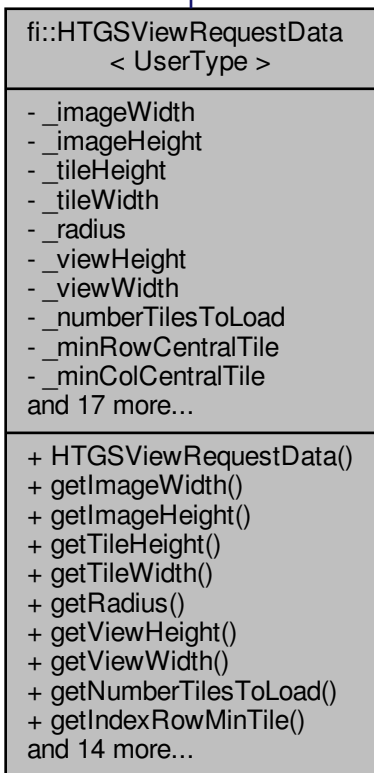 fi::HTGSViewRequestData
< UserType >
- _imageWidth
- _imageHeight
- _tileHeight
- _tileWidth
- _radius
- _viewHeight
- _viewWidth
- _numberTilesToLoad
- _minRowCentralTile
- _minColCentralTile
and 17 more...
+ HTGSViewRequestData()
+ getImageWidth()
+ getImageHeight()
+ getTileHeight()
+ getTileWidth()
+ getRadius()
+ getViewHeight()
+ getViewWidth()
+ getNumberTilesToLoad()
+ getIndexRowMinTile()
and 14 more...